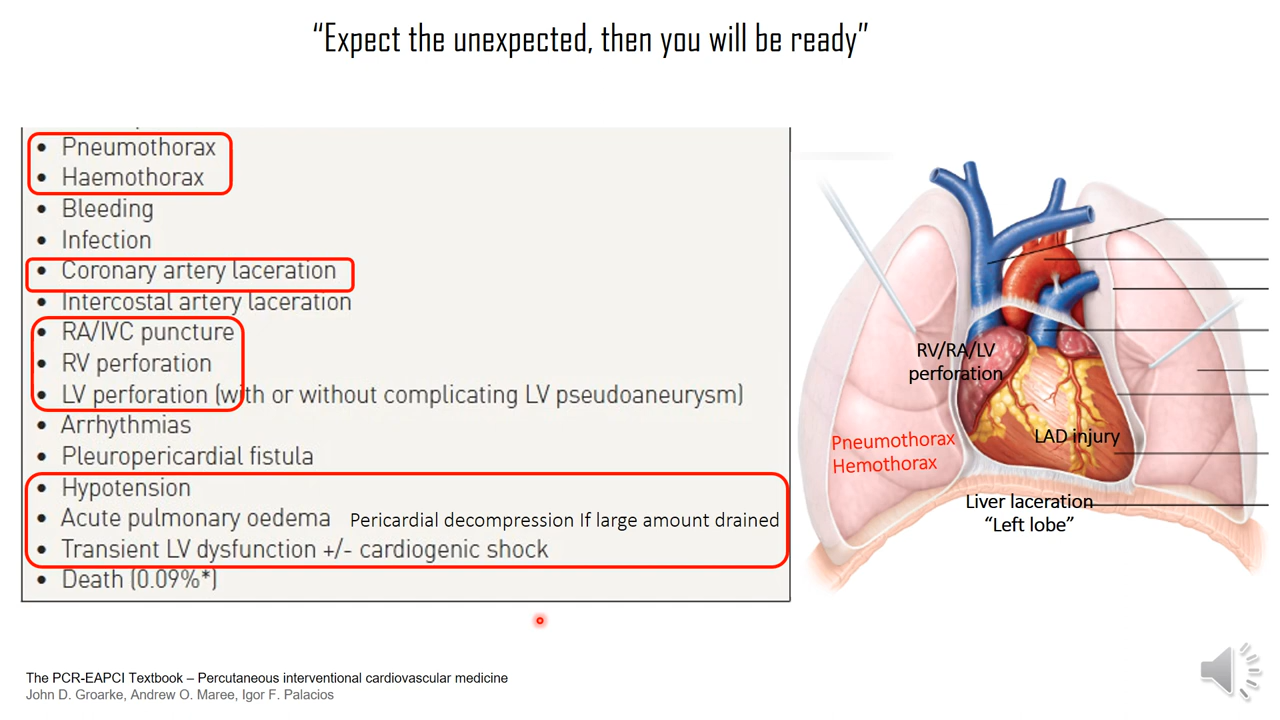 “Expect the unexpected, then you will be ready”
• Pneumothorax
• Haemothorax
• Bleeding
• Infection
• Coronary artery laceration
• Intercostal artery laceration
• RA/IVC puncture
• RV perforation
• LV perforation (with or without complicating LV pseudoaneurysm)
• Arrhythmias
• Pleuropericardial fistula
• Hypotension
• Acute pulmonary oedema Pericardial decompression If large amount drained
• Transient LV dysfunction +/- cardiogenic shock
• Death (0.09%*)
RV/RA/LV
perforation
LAD injury
Pneumothorax
Hemothorax
Liver laceration
“Left lobe”
The PCR-EAPCI Textbook – Percutaneous interventional cardiovascular medicine
John D. Groarke, Andrew O. Maree, Igor F. Palacios